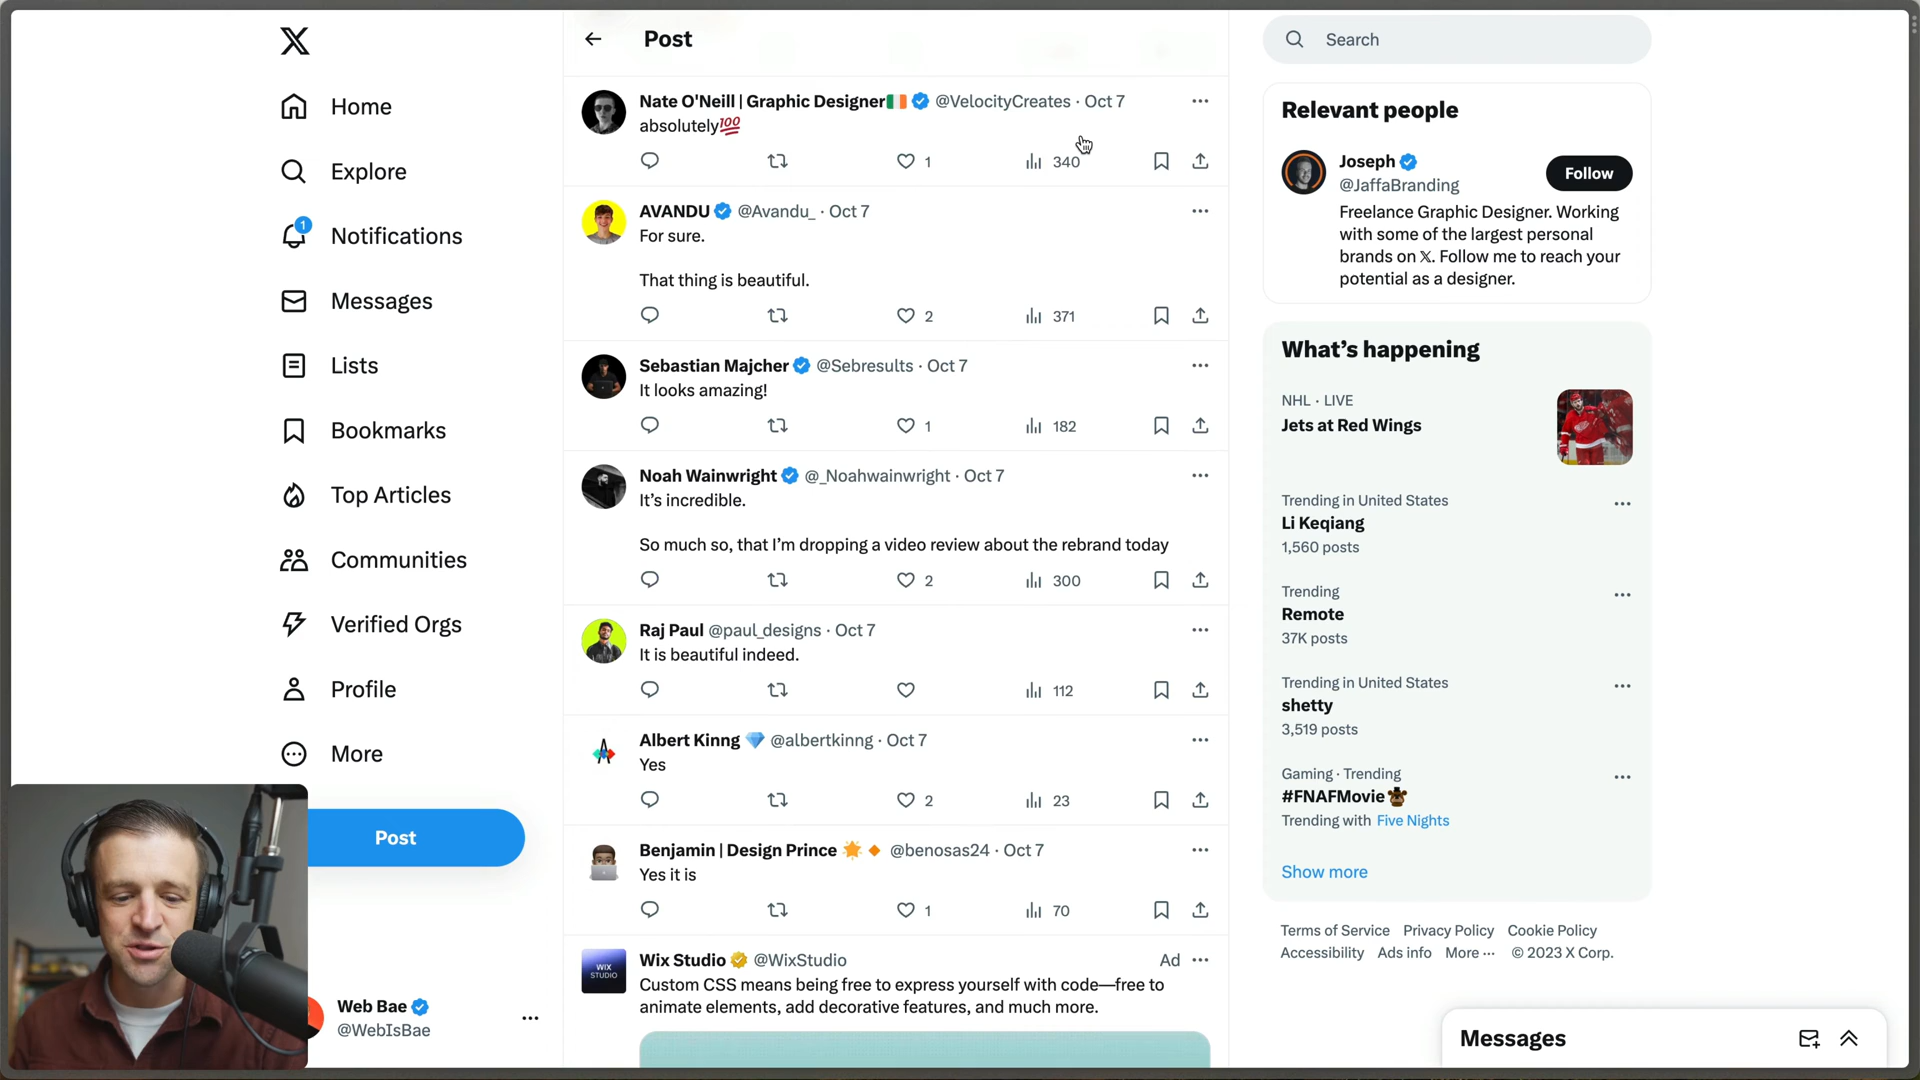 Home
Explore
1
Notifications
Messages
Lists
Bookmarks
Top Articles
Communities
Verified Orgs
Profile
More
Post
Web Bae
@WebIsBae
Post
Nate O'Neill | Graphic Designer🇮🇪 @VelocityCreates · Oct 7
absolutely💯
1 340
AVANDU @Avandu_ · Oct 7
For sure.
That thing is beautiful.
2 371
Sebastian Majcher @Sebresults · Oct 7
It looks amazing!
1 182
Noah Wainwright @_Noahwainwright · Oct 7
It’s incredible.
So much so, that I’m dropping a video review about the rebrand today
2 300
Raj Paul @paul_designs · Oct 7
It is beautiful indeed.
112
Albert Kinng 💎 @albertkinng · Oct 7
Yes
2 23
Benjamin | Design Prince ☀️🔸 @benosas24 · Oct 7
Yes it is
1 70
WIX
STUDIO
Wix Studio @WixStudio Ad
Custom CSS means being free to express yourself with code—free to
animate elements, add decorative features, and much more.
Search
Relevant people
Joseph
@JaffaBranding
Follow
Freelance Graphic Designer. Working
with some of the largest personal
brands on 𝕏. Follow me to reach your
potential as a designer.
What’s happening
NHL · LIVE
Jets at Red Wings
Trending in United States
Li Keqiang
1,560 posts
Trending
Remote
37K posts
Trending in United States
shetty
3,519 posts
Gaming · Trending
#FNAFMovie
Trending with Five Nights
Show more
Terms of Service Privacy Policy Cookie Policy
Accessibility Ads info More ··· © 2023 X Corp.
Messages